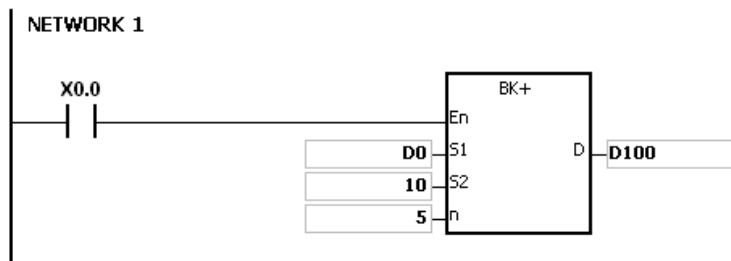 NETWORK 1
X0.0
BK+
En
D0 S1 D D100
10 S2
5 n